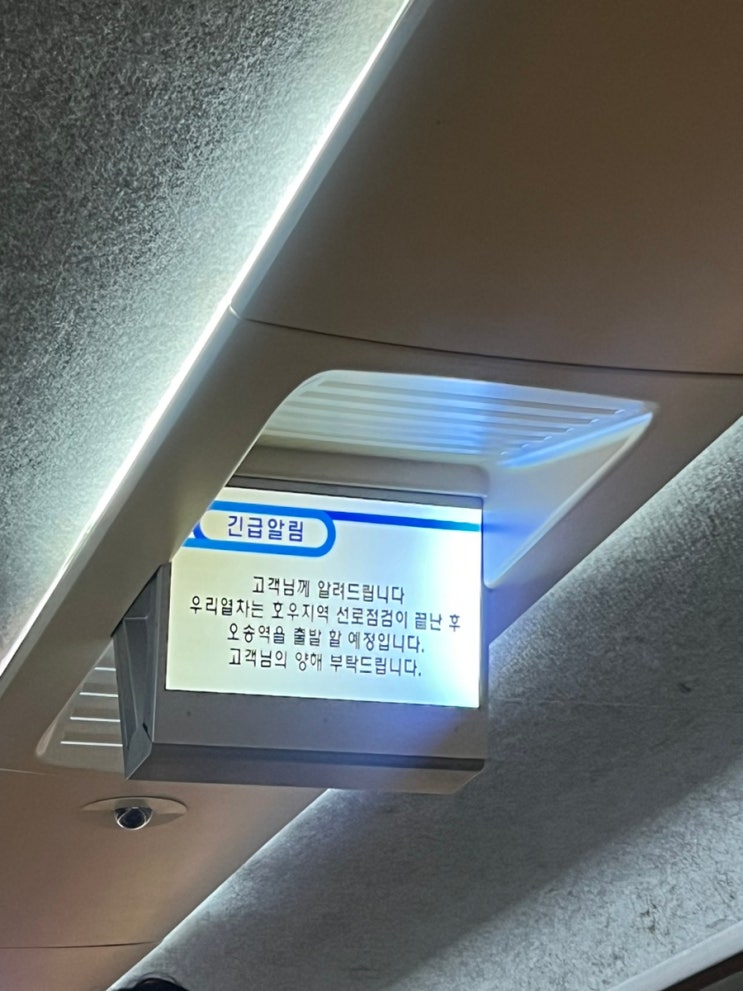 긴급알림
고객님께 알려드립니다
우리열차는 호우지역 선로점검이 끝난 후
오송역을 출발 할 예정입니다.
고객님의 양해 부탁드립니다.